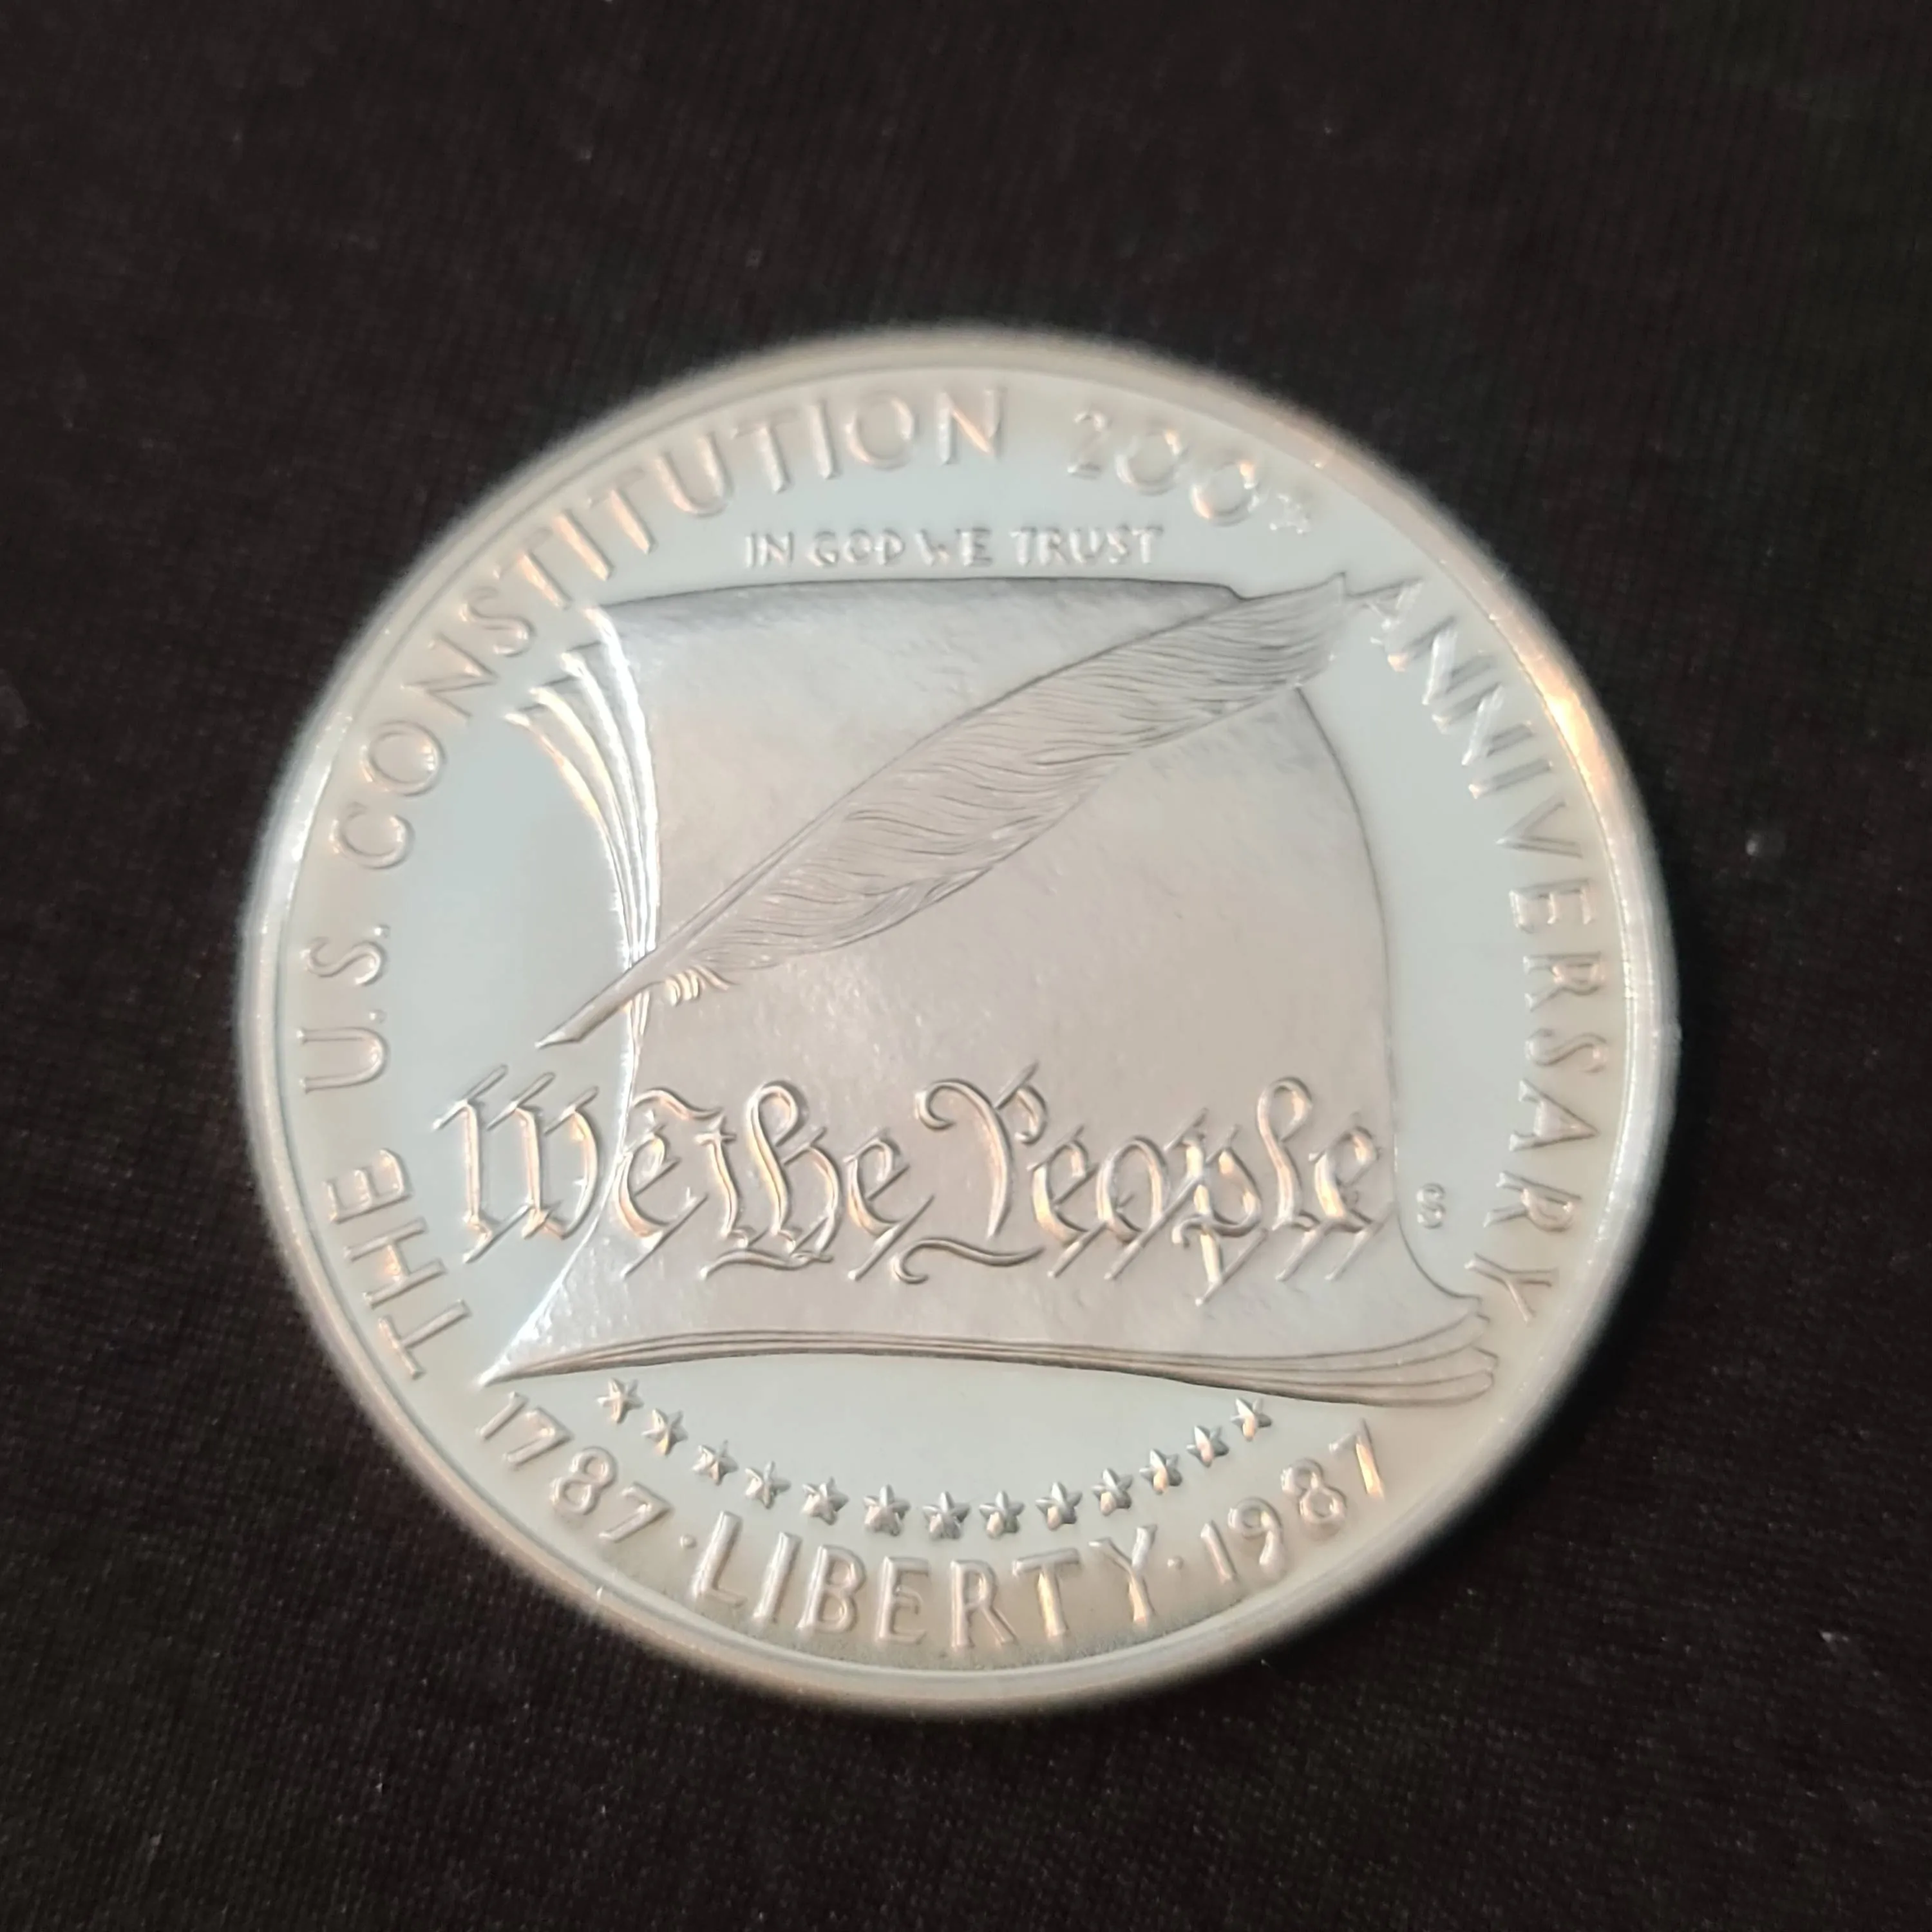 THE U.S. CONSTITUTION 200TH ANNIVERSARY
IN GOD WE TRUST
We the People
S
1787 · LIBERTY · 1987